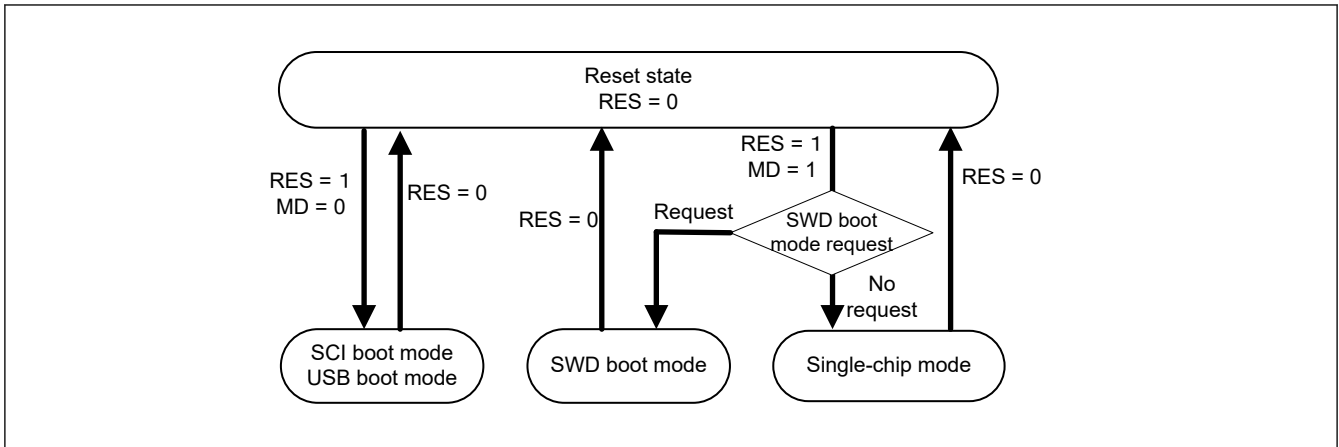 Reset state
RES = 0
RES = 1
MD = 0
RES = 0
RES = 0
RES = 1
MD = 1
RES = 0
Request
SWD boot
mode request
No
request
SCI boot mode
USB boot mode
SWD boot mode
Single-chip mode